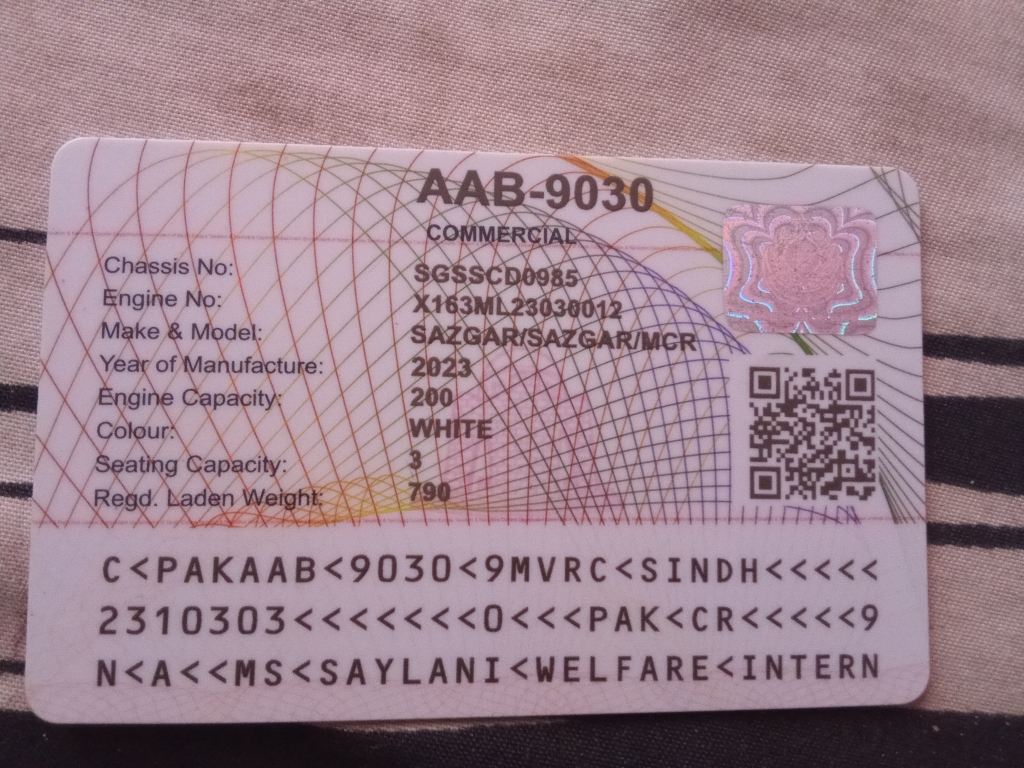 AAB-9030
COMMERCIAL
Chassis No: SGSSCD0985
Engine No: X163ML23030012
Make & Model: SAZGAR/SAZGAR/MCR
Year of Manufacture: 2023
Engine Capacity: 200
Colour: WHITE
Seating Capacity: 3
Regd. Laden Weight: 790
C<PAKAAB<9030<9MVRC<SINDH<<<<<
2310303<<<<<<<0<<<PAK<CR<<<<<9
N<A<<MS<SAYLANI<WELFARE<INTERN